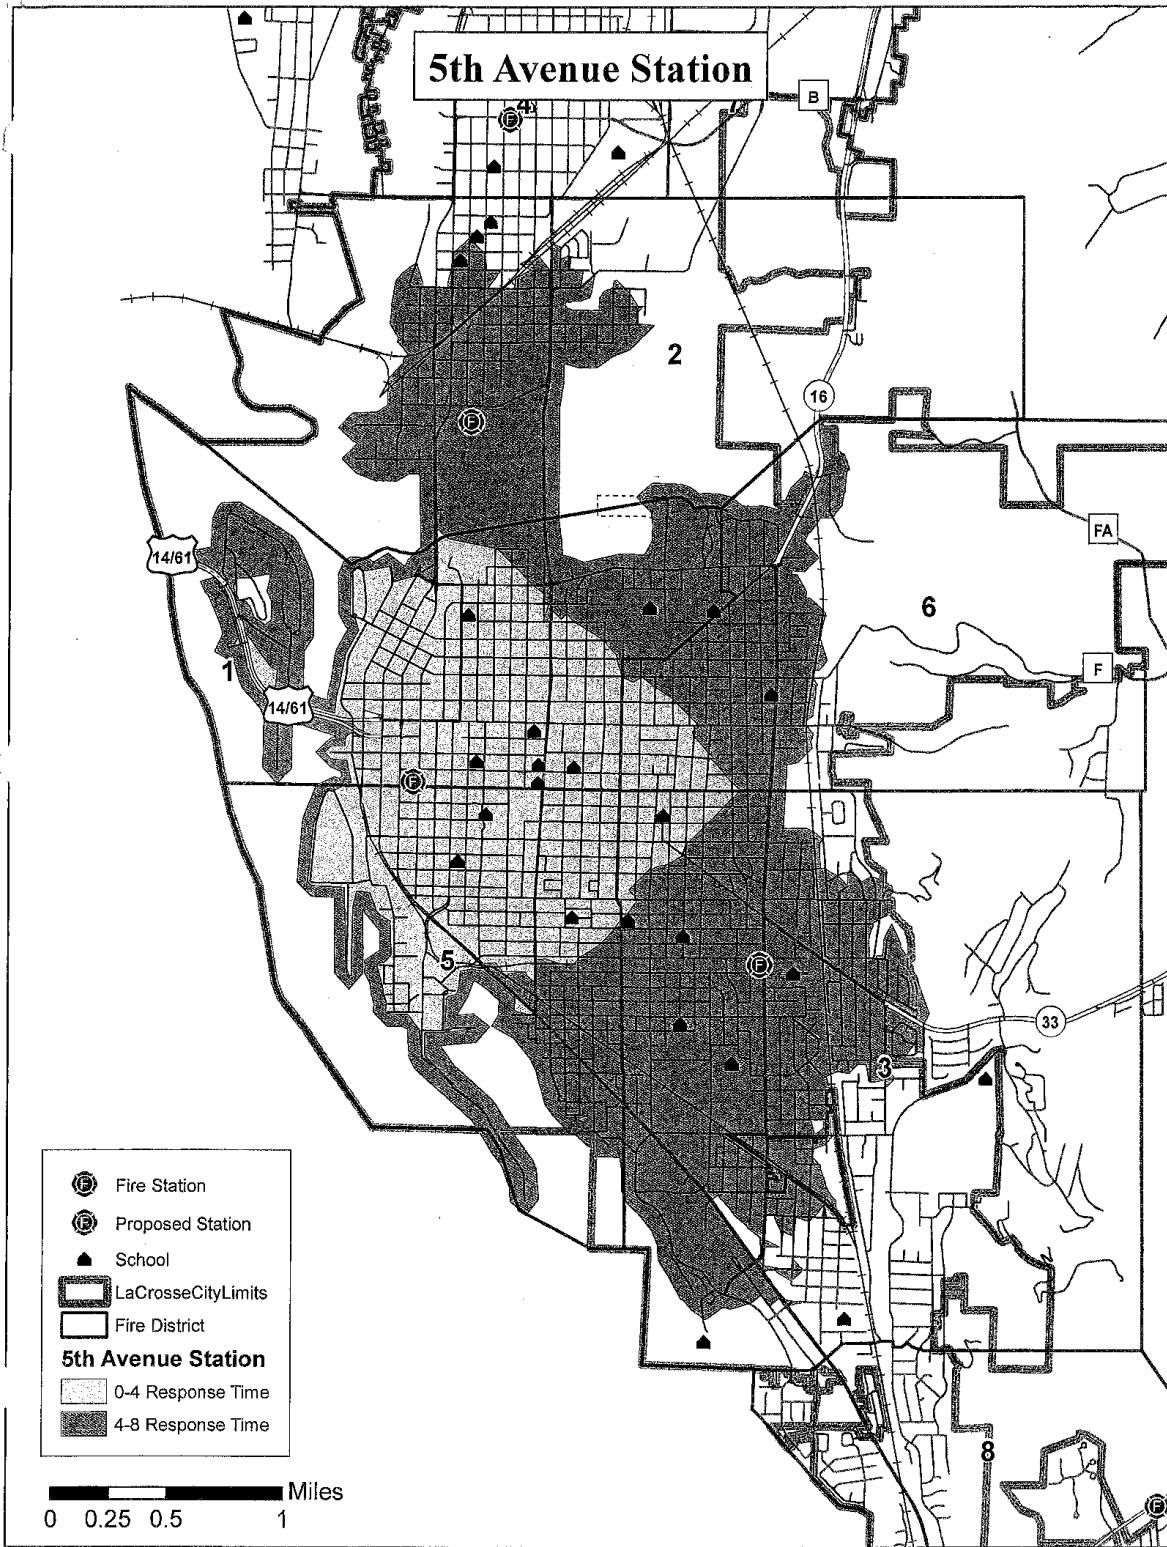 5th Avenue Station
B
4
F
2
16
F
FA
14/61
6
1
F
14/61
F
5
F
33
3
F Fire Station
F Proposed Station
School
LaCrosseCityLimits
Fire District
5th Avenue Station
0-4 Response Time
4-8 Response Time
8
F
Miles
0 0.25 0.5 1